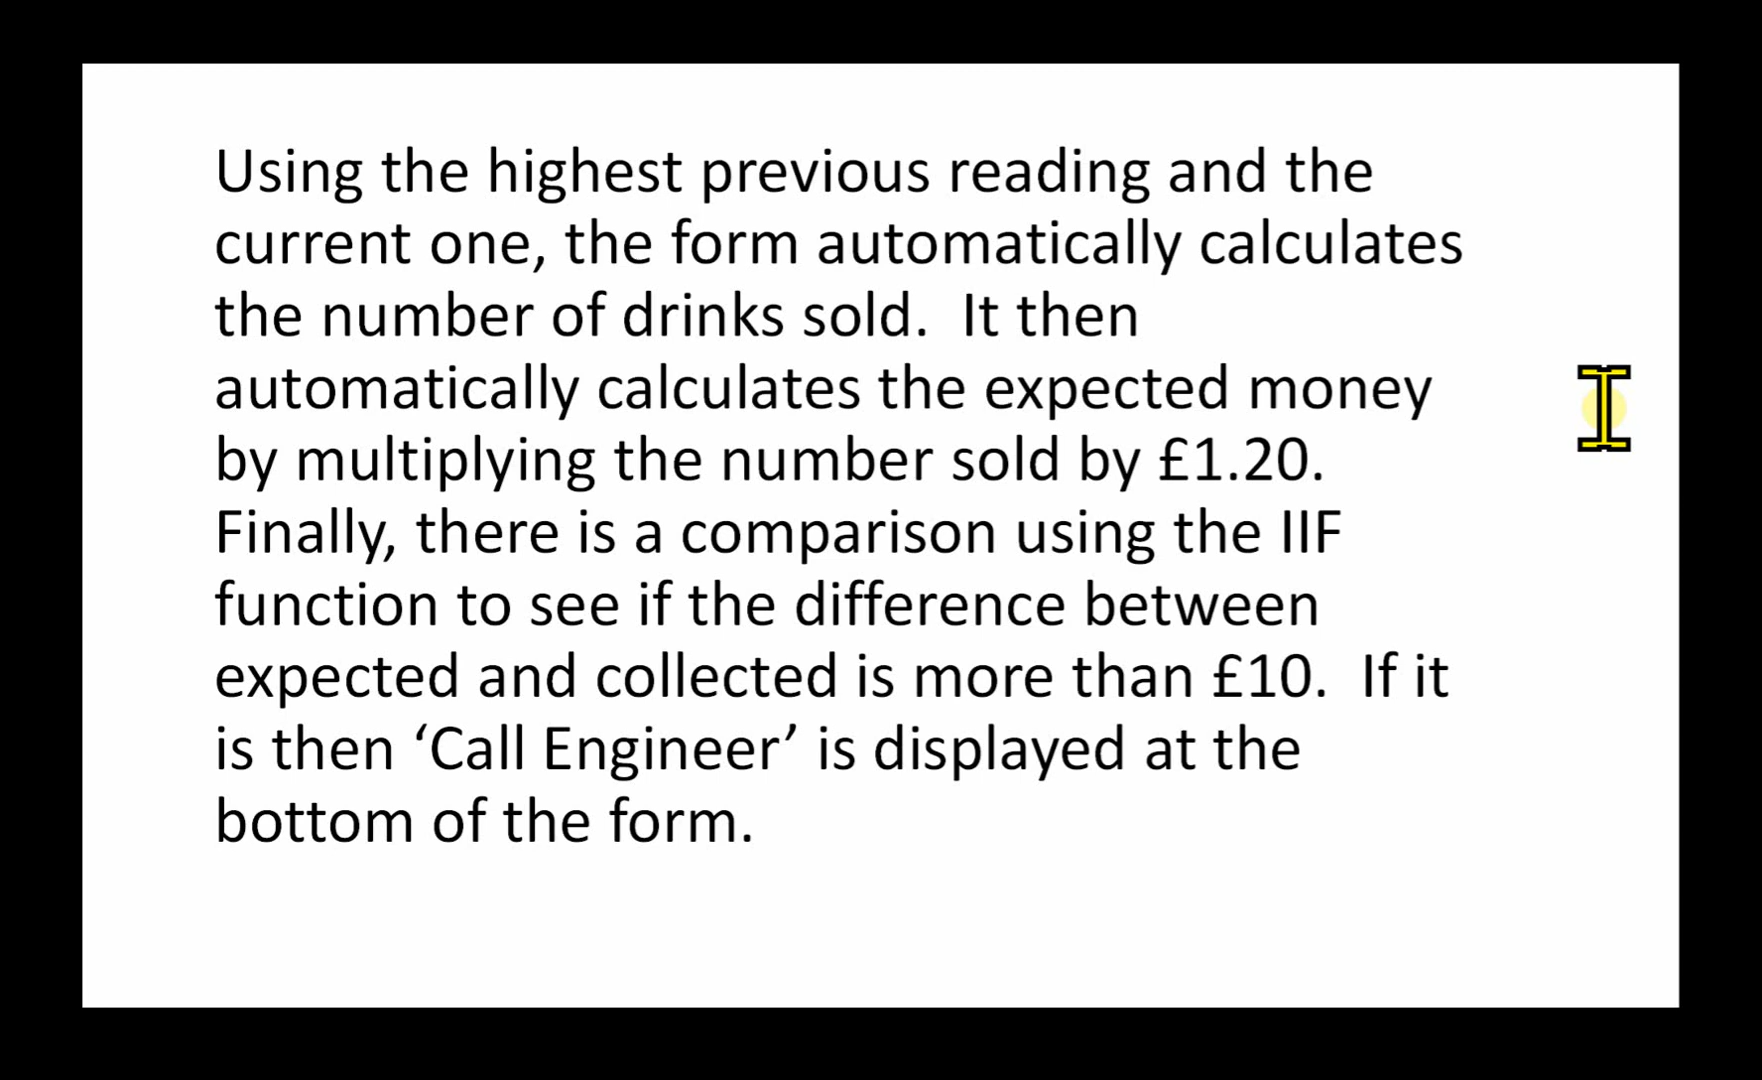 Using the highest previous reading and the
current one, the form automatically calculates
the number of drinks sold.  It then
automatically calculates the expected money
by multiplying the number sold by £1.20.
Finally, there is a comparison using the IIF
function to see if the difference between
expected and collected is more than £10.  If it
is then ‘Call Engineer’ is displayed at the
bottom of the form.